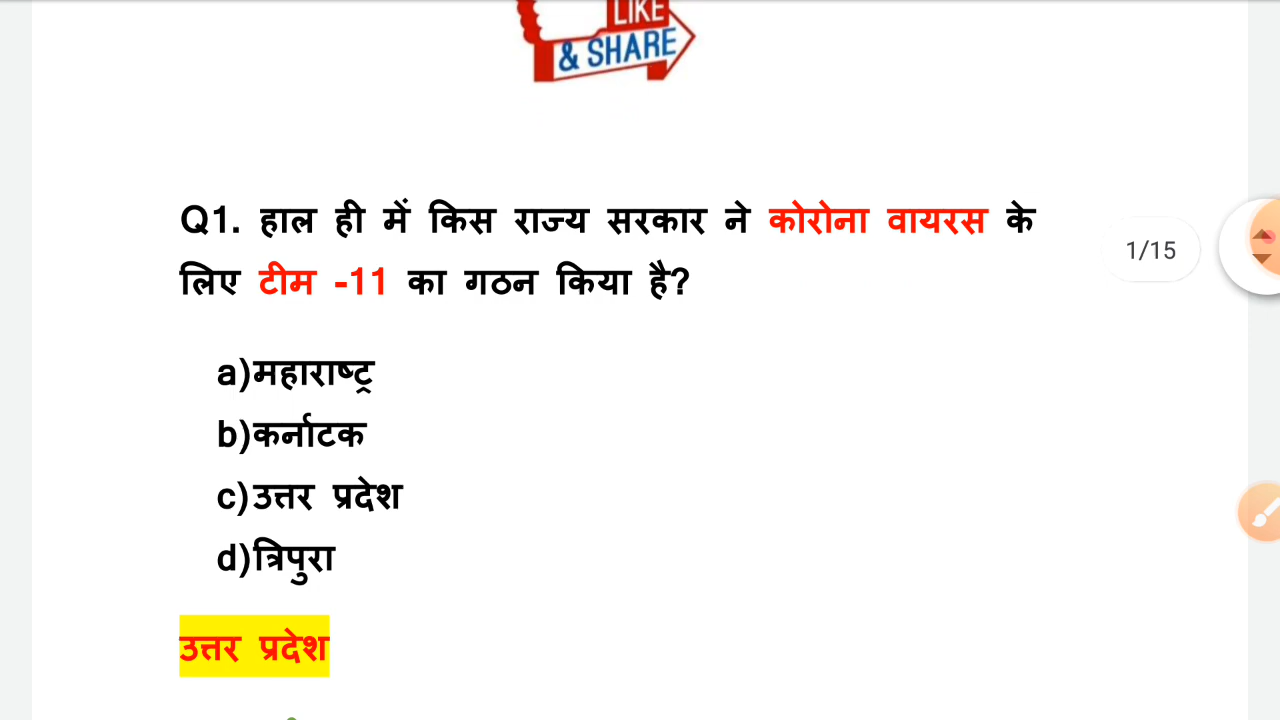 LIKE
& SHARE
Q1. हाल ही में किस राज्य सरकार ने कोरोना वायरस के
लिए टीम -11 का गठन किया है?
1/15
a)महाराष्ट्र
b)कर्नाटक
c)उत्तर प्रदेश
d)त्रिपुरा
उत्तर प्रदेश